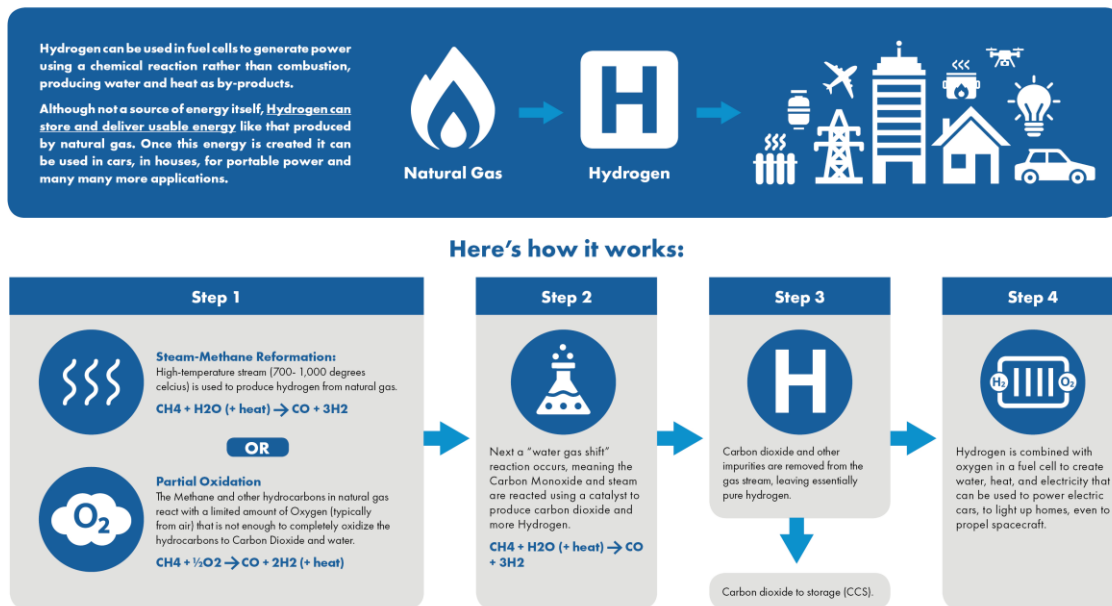 Hydrogen can be used in fuel cells to generate power
using a chemical reaction rather than combustion,
producing water and heat as by-products.
Although not a source of energy itself, Hydrogen can
store and deliver usable energy like that produced
by natural gas. Once this energy is created it can
be used in cars, in houses, for portable power and
many many more applications.
Natural Gas
H
Hydrogen
Here's how it works:
Step 1
Steam-Methane Reformation:
High-temperature stream (700- 1,000 degrees
celcius) is used to produce hydrogen from natural gas.
CH4 + H2O (+ heat) → CO + 3H2
OR
O2
Partial Oxidation
The Methane and other hydrocarbons in natural gas
react with a limited amount of Oxygen (typically
from air) that is not enough to completely oxidize the
hydrocarbons to Carbon Dioxide and water.
CH4 + ½O2 → CO + 2H2 (+ heat)
Step 2
Next a "water gas shift"
reaction occurs, meaning the
Carbon Monoxide and steam
are reacted using a catalyst to
produce carbon dioxide and
more Hydrogen.
CH4 + H2O (+ heat) → CO
+ 3H2
Step 3
H
Carbon dioxide and other
impurities are removed from the
gas stream, leaving essentially
pure hydrogen.
Carbon dioxide to storage (CCS).
Step 4
H2
O2
Hydrogen is combined with
oxygen in a fuel cell to create
water, heat, and electricity that
can be used to power electric
cars, to light up homes, even to
propel spacecraft.